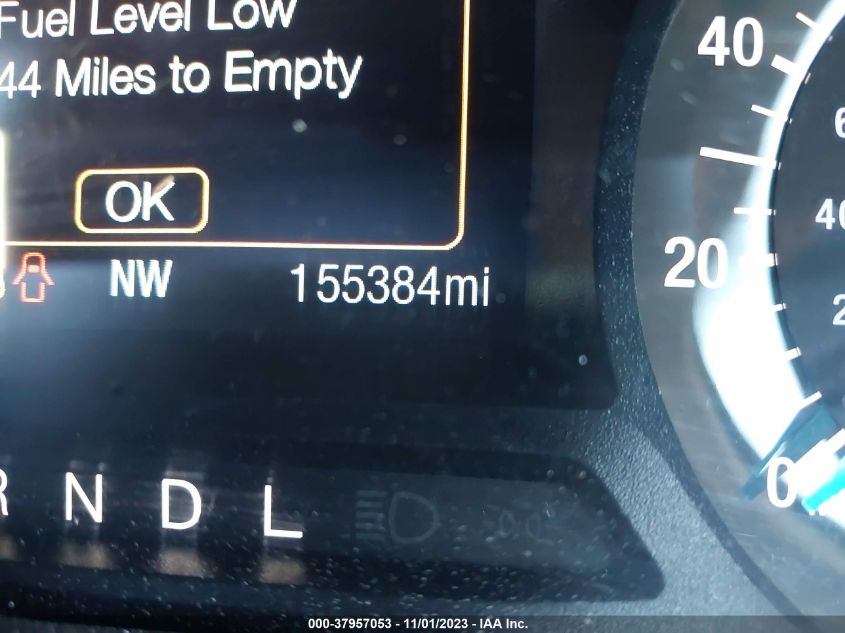 Fuel Level Low
44 Miles to Empty
OK
NW 155384mi
40
20
0
N D L
000-37957053 - 11/01/2023 - IAA Inc.